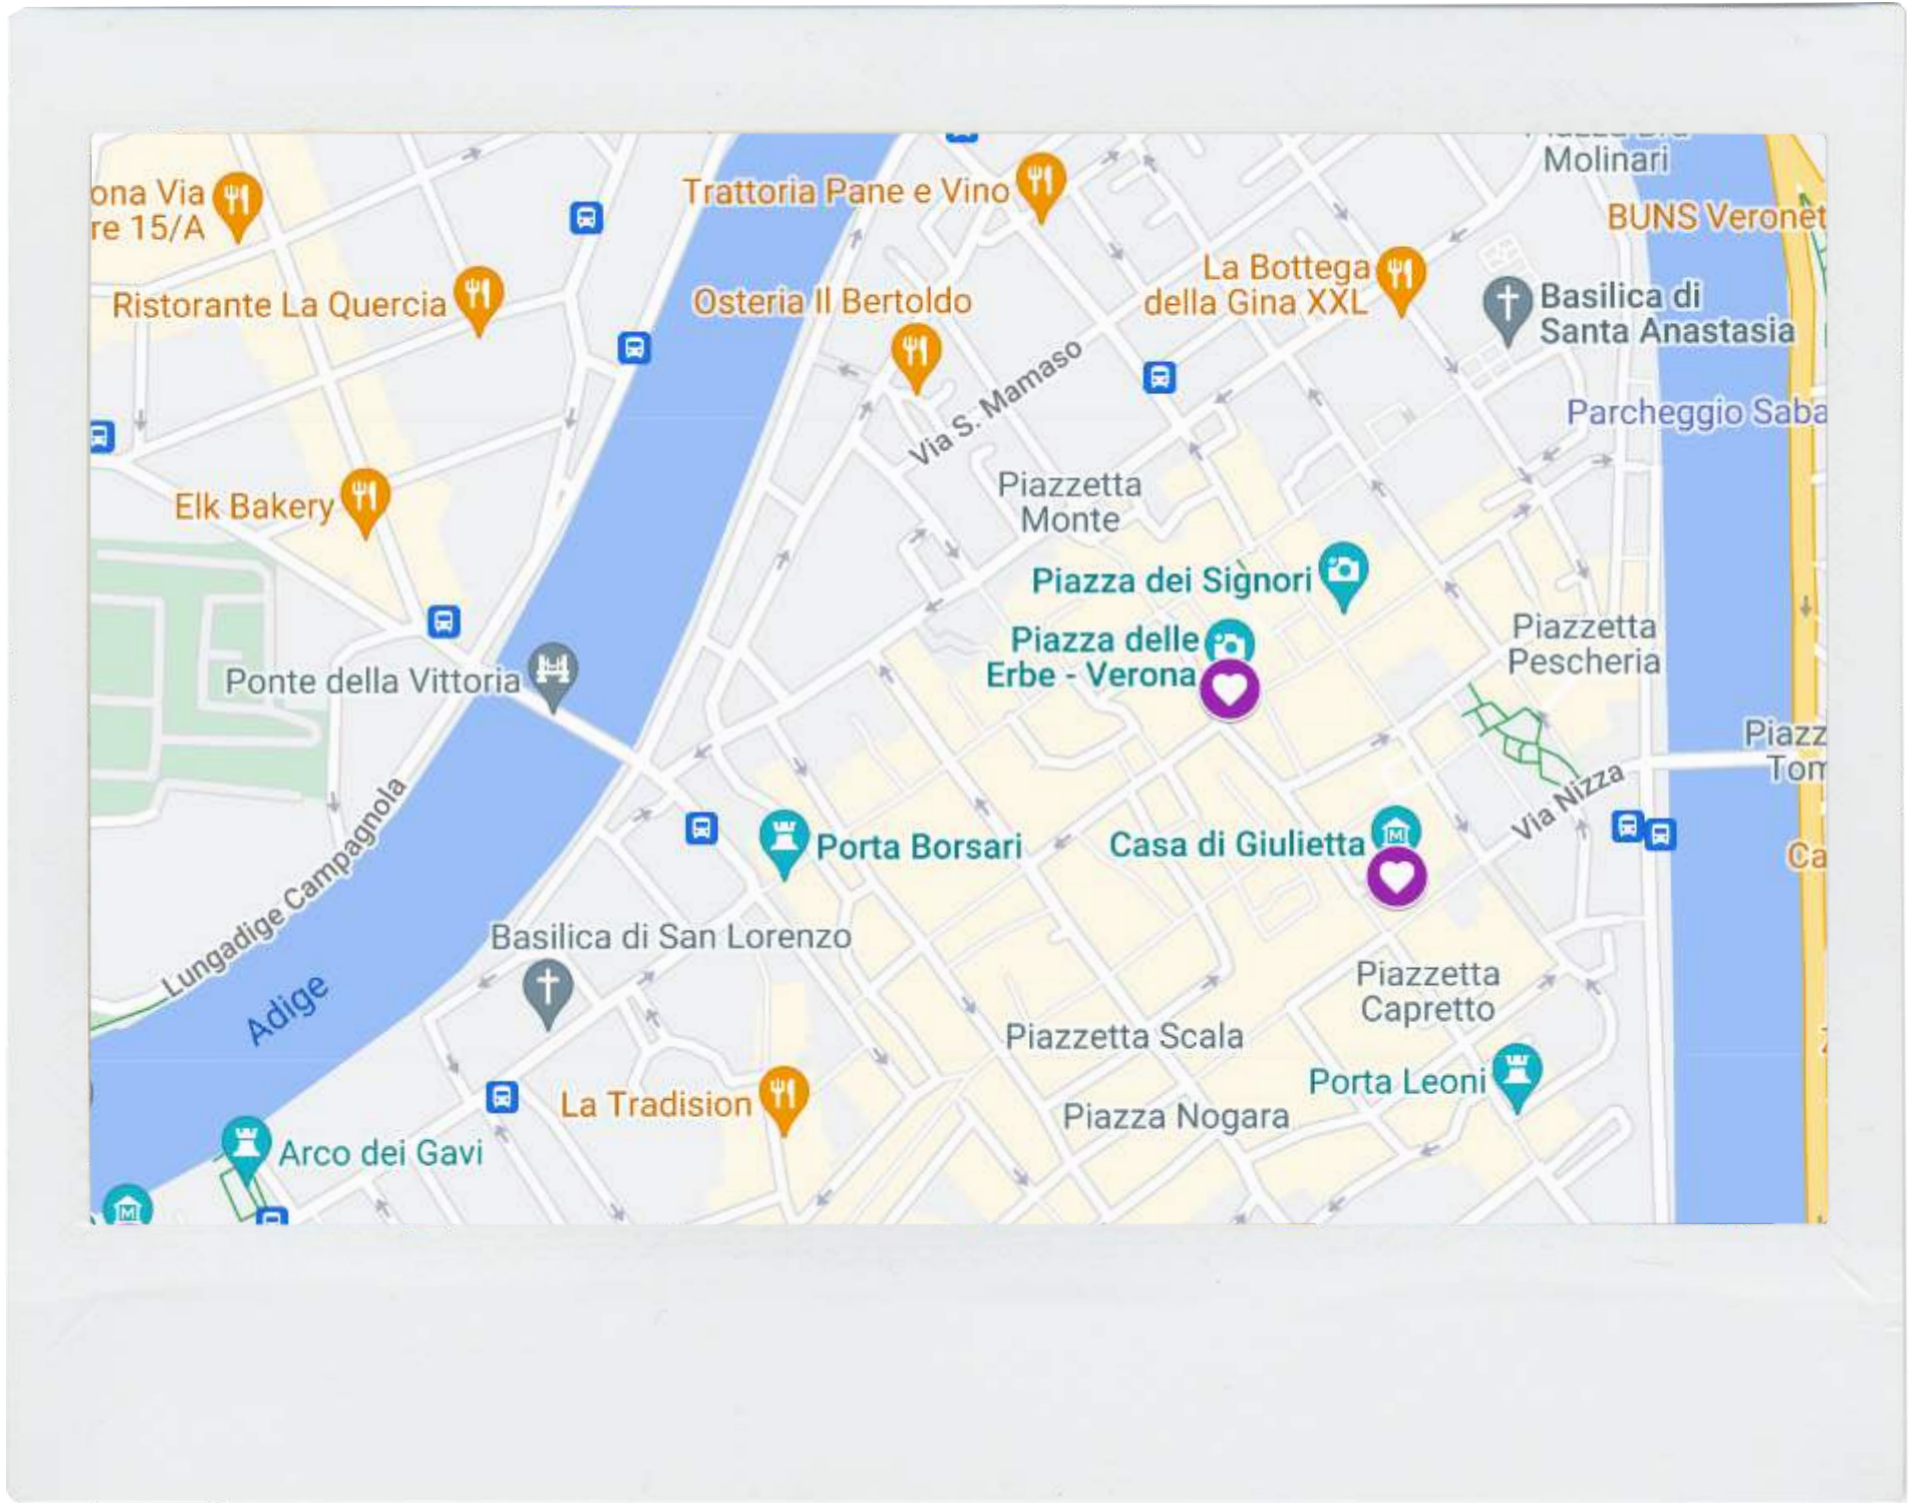 Molinari
ona Via
re 15/A
Trattoria Pane e Vino
BUNS Veronet
Ristorante La Quercia
Osteria Il Bertoldo
La Bottega
della Gina XXL
Basilica di
Santa Anastasia
Via S. Mamaso
Parcheggio Saba
Elk Bakery
Piazzetta
Monte
Piazza dei Signori
Piazza delle
Erbe - Verona
Piazzetta
Pescheria
Ponte della Vittoria
Piazz
Tom
Via Nizza
Lungadige Campagnola
Porta Borsari
Casa di Giulietta
M
Ca
Basilica di San Lorenzo
Adige
Piazzetta
Capretto
Piazzetta Scala
Porta Leoni
La Tradision
Piazza Nogara
Arco dei Gavi
M